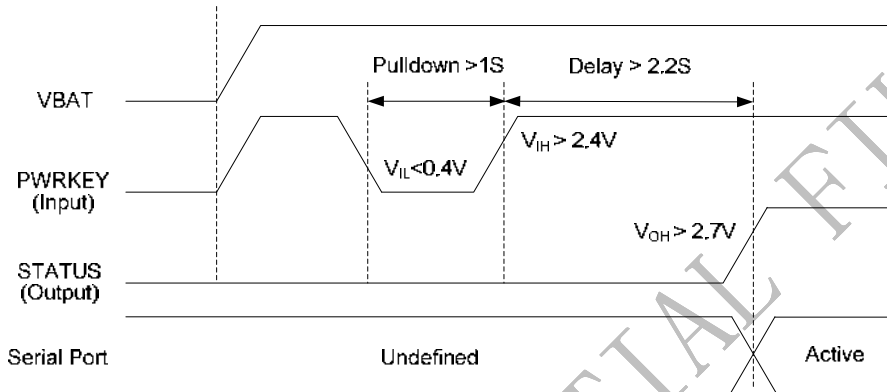 Pulldown >1S
Delay > 2.2S
VBAT
VIL<0.4V
VIH > 2.4V
PWRKEY
(Input)
VOH > 2.7V
STATUS
(Output)
Serial Port
Undefined
Active